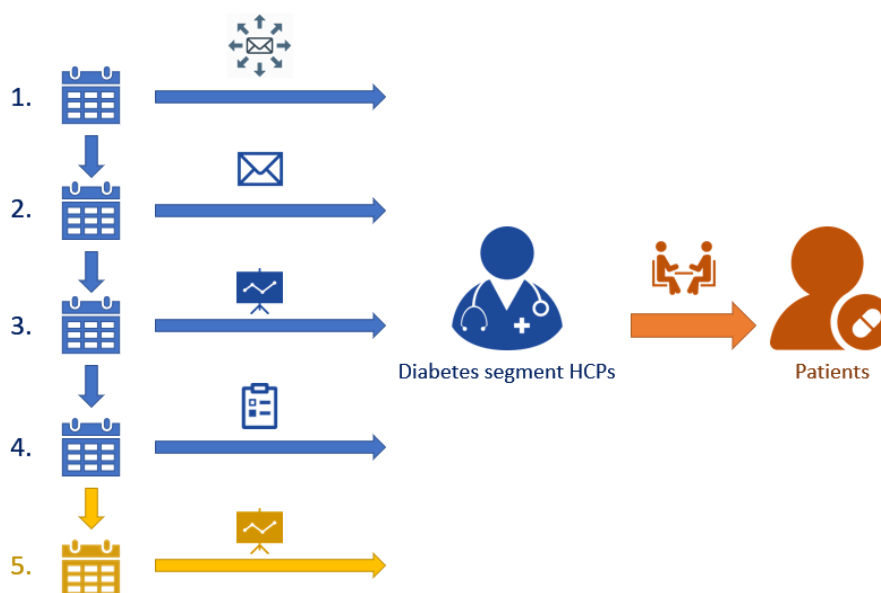 1.
2.
3.
Diabetes segment HCPs
Patients
4.
5.